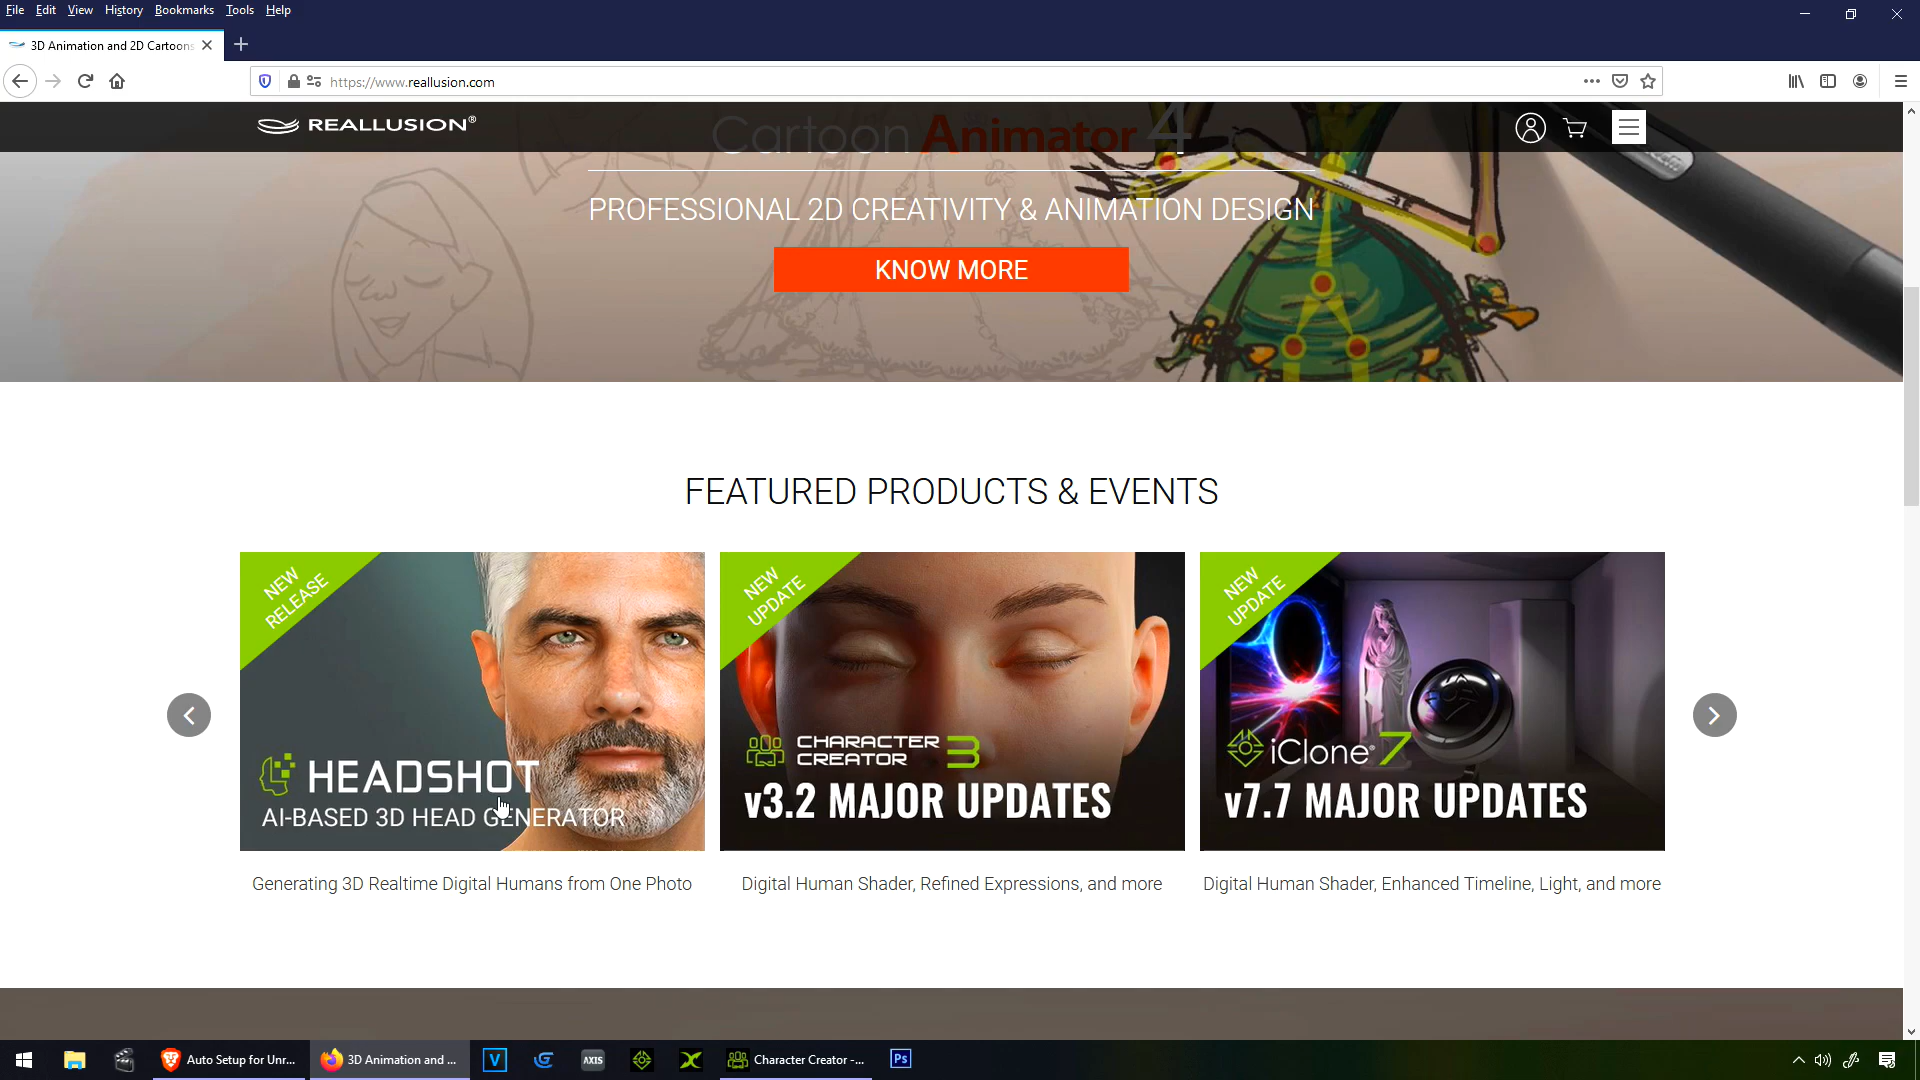 File Edit View History Bookmarks Tools Help
3D Animation and 2D Cartoons
https://www.reallusion.com
REALLUSION®
Cartoon Animator 4
PROFESSIONAL 2D CREATIVITY & ANIMATION DESIGN
KNOW MORE
FEATURED PRODUCTS & EVENTS
NEW
RELEASE
HEADSHOT
AI-BASED 3D HEAD GENERATOR
Generating 3D Realtime Digital Humans from One Photo
NEW
UPDATE
CHARACTER
CREATOR 3
v3.2 MAJOR UPDATES
Digital Human Shader, Refined Expressions, and more
NEW
UPDATE
iClone® 7
v7.7 MAJOR UPDATES
Digital Human Shader, Enhanced Timeline, Light, and more
Auto Setup for Unr... 3D Animation and ... V G AXIS Character Creator -... Ps